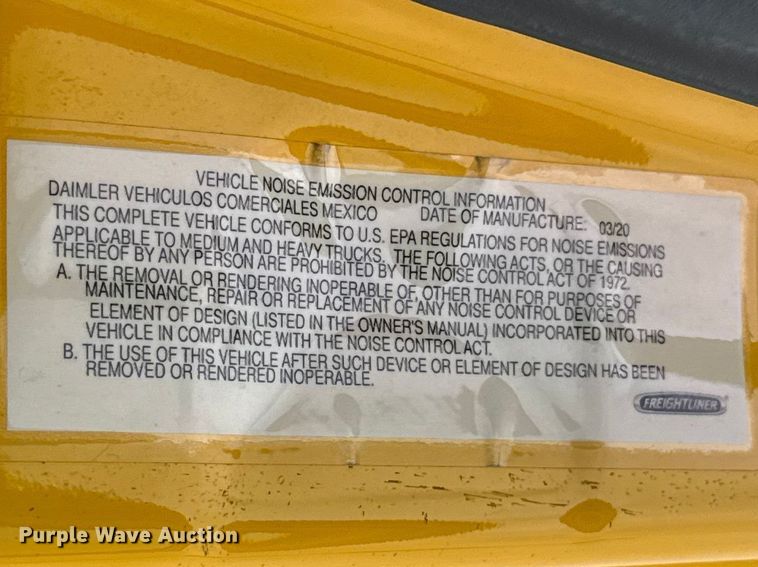 VEHICLE NOISE EMISSION CONTROL INFORMATION
DAIMLER VEHICULOS COMERCIALES MEXICO DATE OF MANUFACTURE: 03/20
THIS COMPLETE VEHICLE CONFORMS TO U.S. EPA REGULATIONS FOR NOISE EMISSIONS
APPLICABLE TO MEDIUM AND HEAVY TRUCKS. THE FOLLOWING ACTS, OR THE CAUSING
THEREOF BY ANY PERSON ARE PROHIBITED BY THE NOISE CONTROL ACT OF 1972.
A. THE REMOVAL OR RENDERING INOPERABLE OF, OTHER THAN FOR PURPOSES OF
MAINTENANCE, REPAIR OR REPLACEMENT OF ANY NOISE CONTROL DEVICE OR
ELEMENT OF DESIGN (LISTED IN THE OWNER'S MANUAL) INCORPORATED INTO THIS
VEHICLE IN COMPLIANCE WITH THE NOISE CONTROL ACT.
B. THE USE OF THIS VEHICLE AFTER SUCH DEVICE OR ELEMENT OF DESIGN HAS BEEN
REMOVED OR RENDERED INOPERABLE.
FREIGHTLINER
Purple Wave Auction